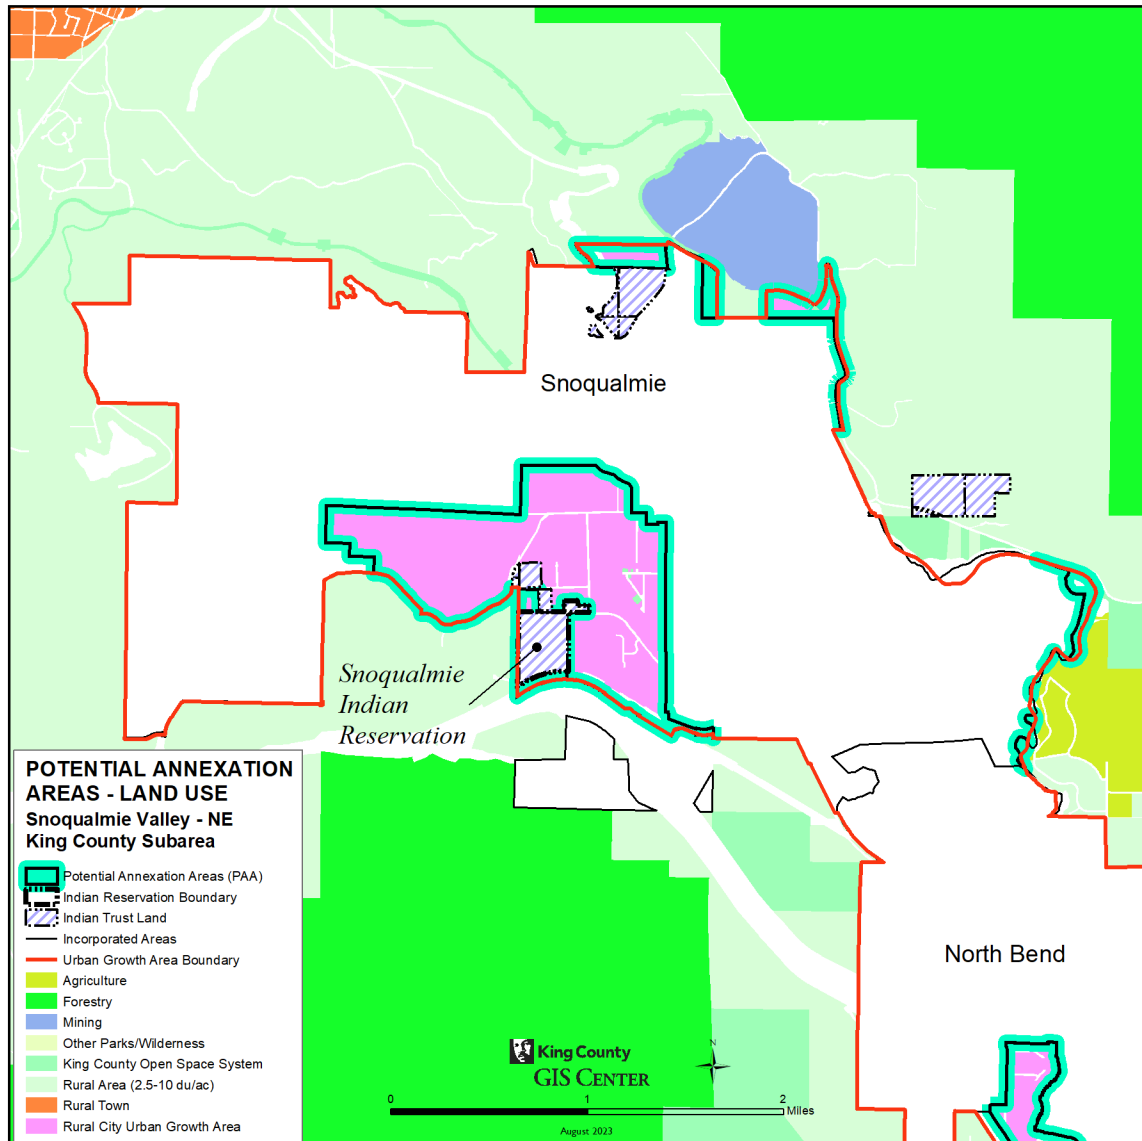 Snoqualmie
Snoqualmie
Indian
Reservation
North Bend
POTENTIAL ANNEXATION
AREAS - LAND USE
Snoqualmie Valley - NE
King County Subarea
Potential Annexation Areas (PAA)
Indian Reservation Boundary
Indian Trust Land
Incorporated Areas
Urban Growth Area Boundary
Agriculture
Forestry
Mining
Other Parks/Wilderness
King County Open Space System
Rural Area (2.5-10 du/ac)
Rural Town
Rural City Urban Growth Area
King County
GIS CENTER
N
0 1 2
Miles
August 2023